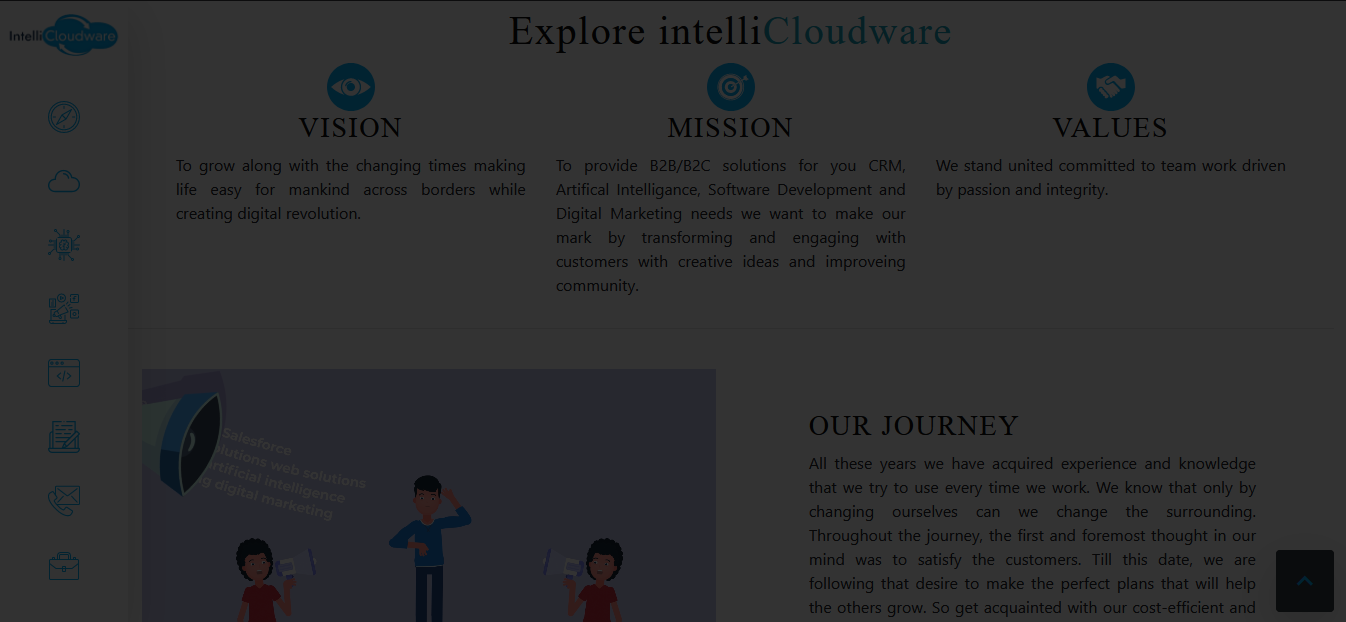 IntelliCloudware
Explore intelliCloudware
VISION
To grow along with the changing times making
life easy for mankind across borders while
creating digital revolution.
MISSION
To provide B2B/B2C solutions for you CRM,
Artifical Intelligance, Software Development and
Digital Marketing needs we want to make our
mark by transforming and engaging with
customers with creative ideas and improveing
community.
VALUES
We stand united committed to team work driven
by passion and integrity.
Salesforce
lutions web solutions
rtificial intelligence
g digital marketing
OUR JOURNEY
All these years we have acquired experience and knowledge
that we try to use every time we work. We know that only by
changing ourselves can we change the surrounding.
Throughout the journey, the first and foremost thought in our
mind was to satisfy the customers. Till this date, we are
following that desire to make the perfect plans that will help
the others grow. So get acquainted with our cost-efficient and